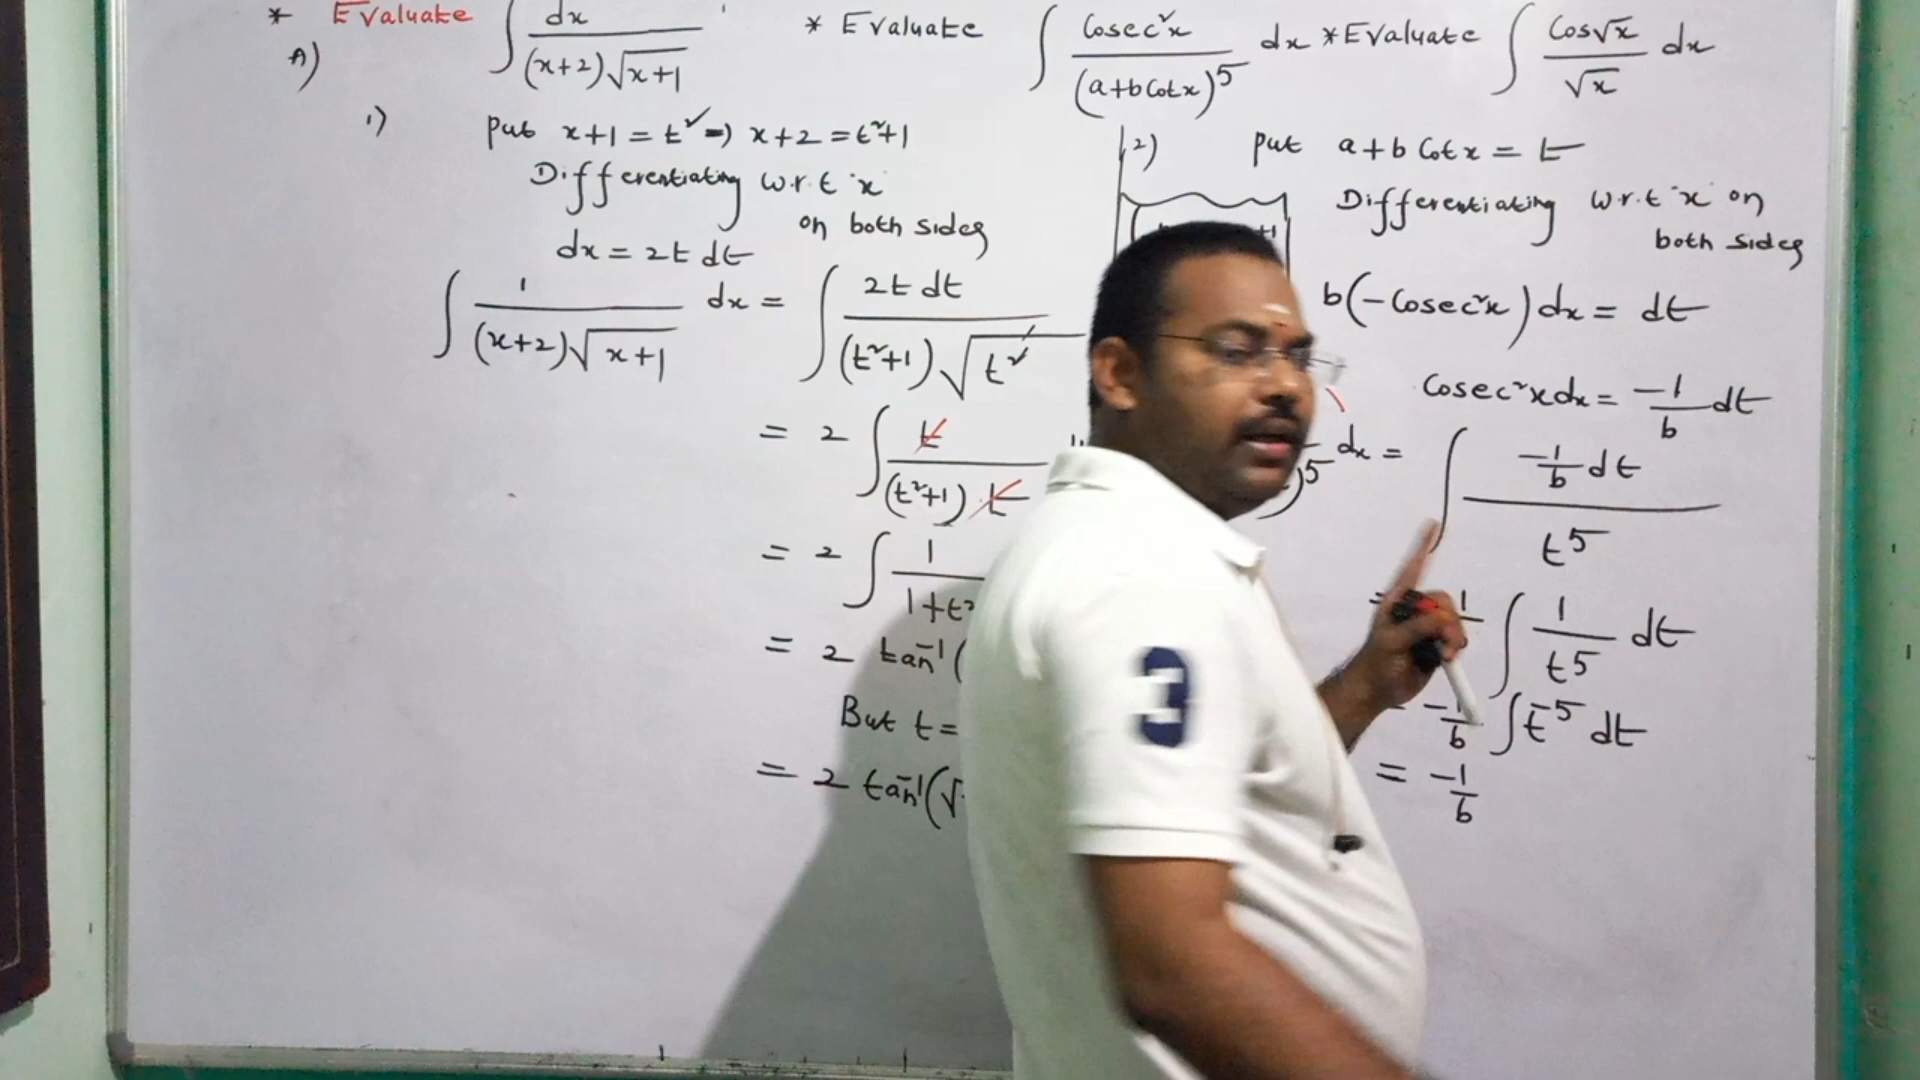 * Evaluate ∫ dx / (x+2)√x+1
* Evaluate ∫ Cosec²x / (a+bCotx)⁵ dx
* Evaluate ∫ Cos√x / √x dx
A)
1) put x+1 = t² => x+2 = t²+1
Differentiating w.r.t 'x'
on both sides
dx = 2t dt
∫ 1 / (x+2)√x+1 dx = ∫ 2t dt / (t²+1)√t²
= 2 ∫ t / (t²+1) t
= 2 ∫ 1 / 1+t²
= 2 tan⁻¹(
But t =
= 2 tan⁻¹(√
2) put a+b Cotx = t
Differentiating w.r.t 'x' on
both sides
b(-Cosec²x)dx = dt
Cosec²x dx = -1/b dt
)⁵ dx = ∫ -1/b dt / t⁵
= 1 ∫ 1/t⁵ dt
-1/b ∫ t⁻⁵ dt
= -1/b
3